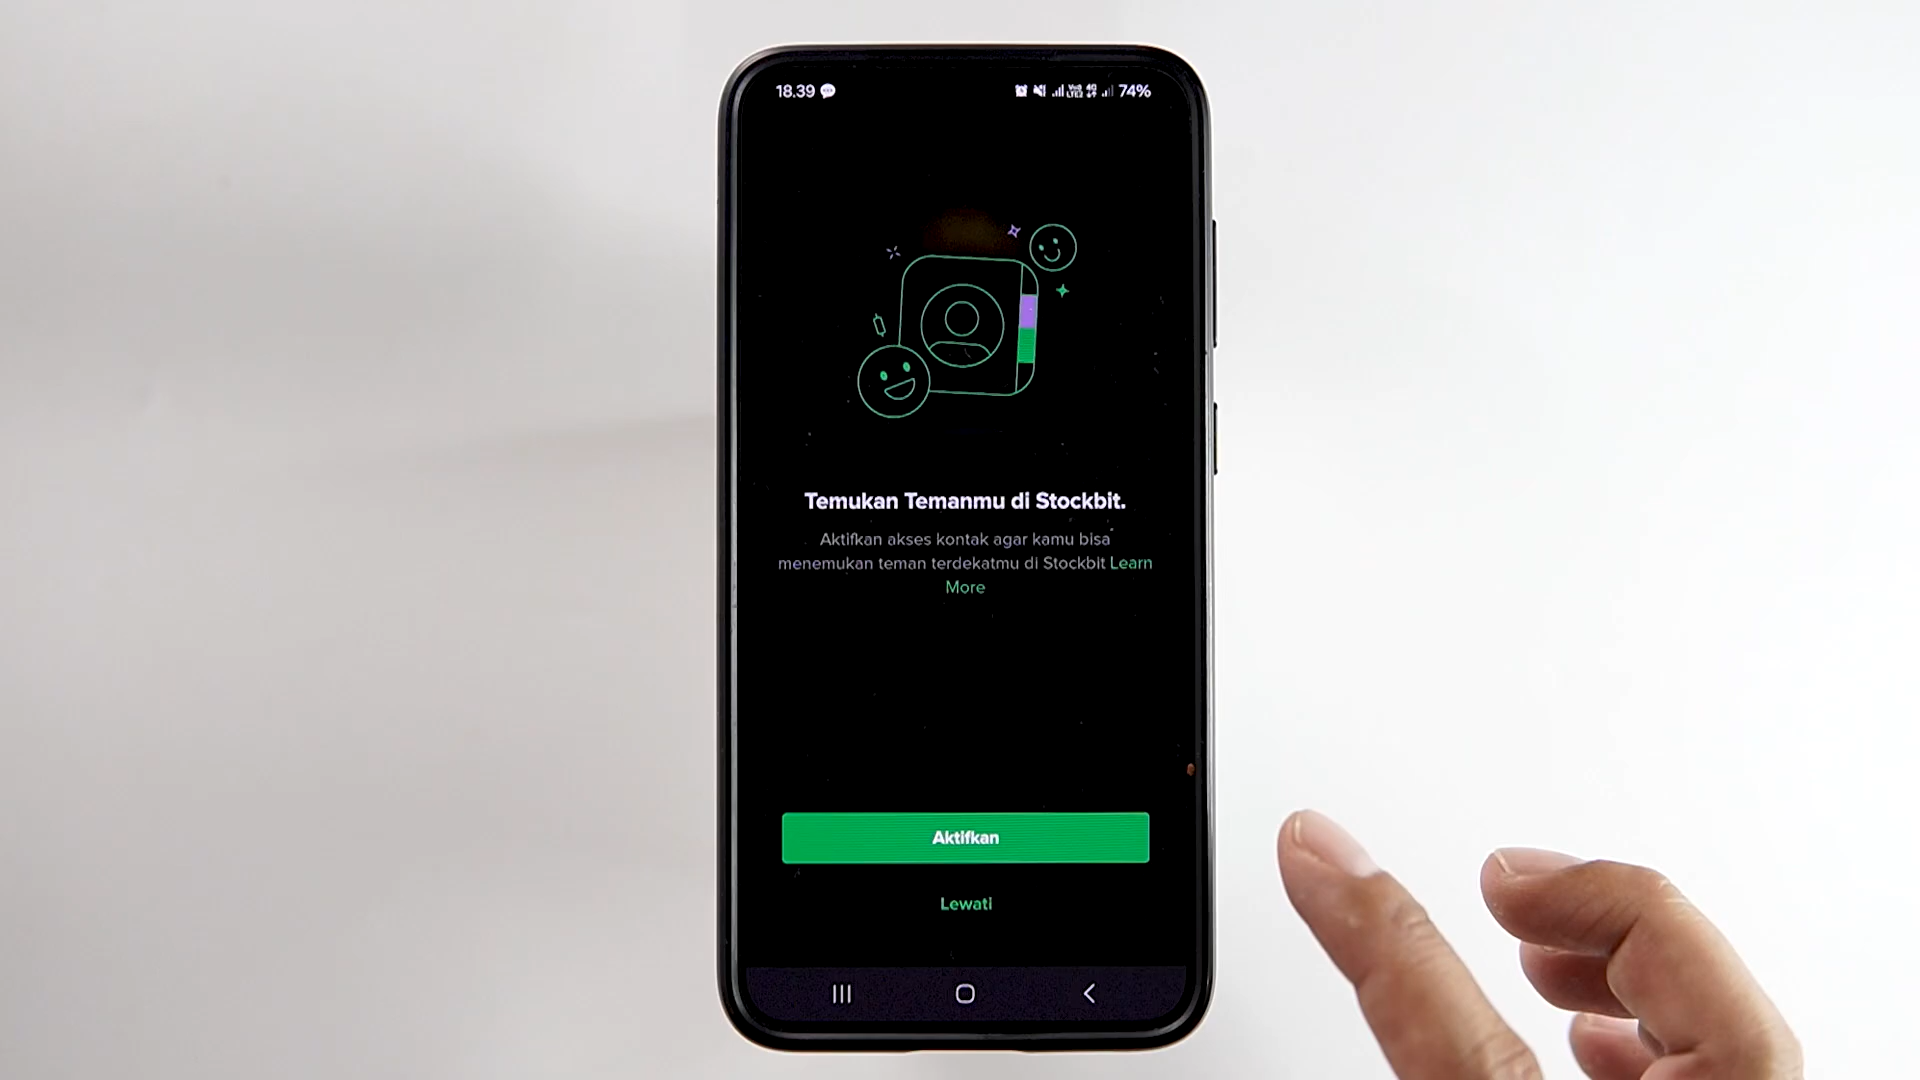 18.39
74%
Temukan Temanmu di Stockbit.
Aktifkan akses kontak agar kamu bisa
menemukan teman terdekatmu di Stockbit Learn
More
Aktifkan
Lewati